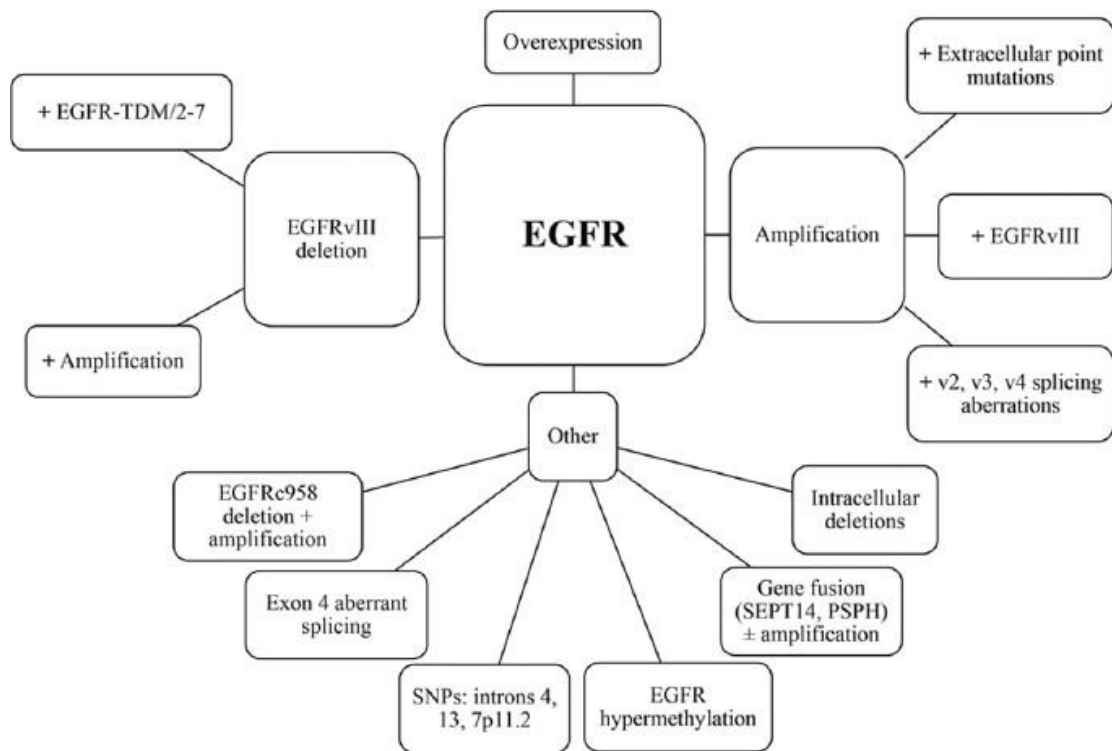 Overexpression
+ Extracellular point
mutations
+ EGFR-TDM/2-7
EGFRvIII
deletion
EGFR
Amplification
+ EGFRvIII
+ Amplification
+ v2, v3, v4 splicing
aberrations
Other
EGFRc958
deletion +
amplification
Intracellular
deletions
Exon 4 aberrant
splicing
Gene fusion
(SEPT14, PSPH)
± amplification
SNPs: introns 4,
13, 7p11.2
EGFR
hypermethylation